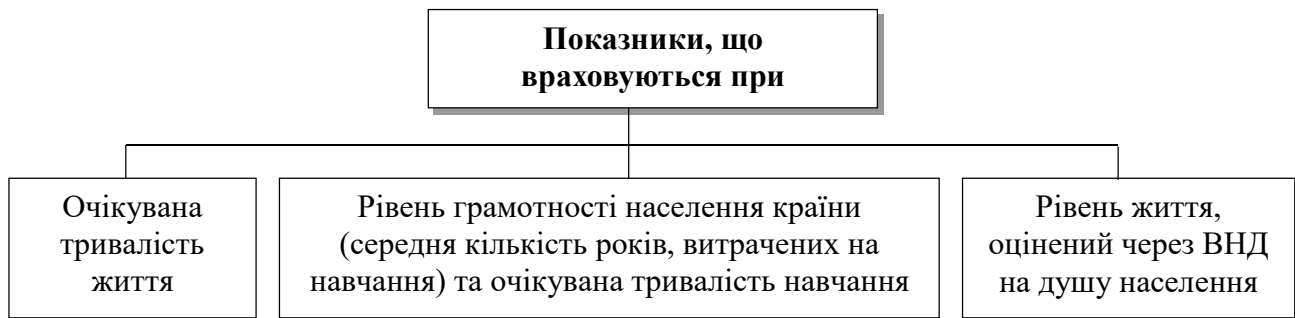 Показники, що
враховуються при
Очікувана
тривалість
життя
Рівень грамотності населення країни
(середня кількість років, витрачених на
навчання) та очікувана тривалість навчання
Рівень життя,
оцінений через ВНД
на душу населення